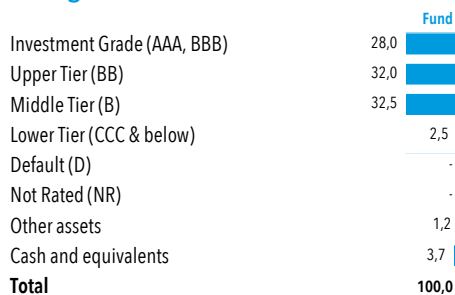 Fund
Investment Grade (AAA, BBB) 28,0
Upper Tier (BB) 32,0
Middle Tier (B) 32,5
Lower Tier (CCC & below) 2,5
Default (D) -
Not Rated (NR) -
Other assets 1,2
Cash and equivalents 3,7
Total 100,0